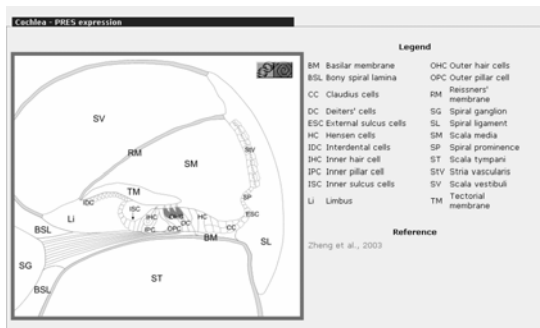 Cochlea - PRES expression
Legend
BM Basilar membrane OHC Outer hair cells
BSL Bony spiral lamina OPC Outer pillar cell
CC Claudius cells RM Reissners' membrane
DC Deiters' cells SG Spiral ganglion
ESC External sulcus cells SL Spiral ligament
HC Hensen cells SM Scala media
IDC Interdental cells SP Spiral prominence
IHC Inner hair cell ST Scala tympani
IPC Inner pillar cell StV Stria vascularis
ISC Inner sulcus cells SV Scala vestibuli
Li Limbus TM Tectorial membrane
Reference
Zheng et al., 2003
SV
RM
SM
StV
TM
IDC
SP
ISC
Li
IHC
OHC
HC
ESC
DC
BSL
IPC
OPC
BM
CC
SL
SG
ST
BSL